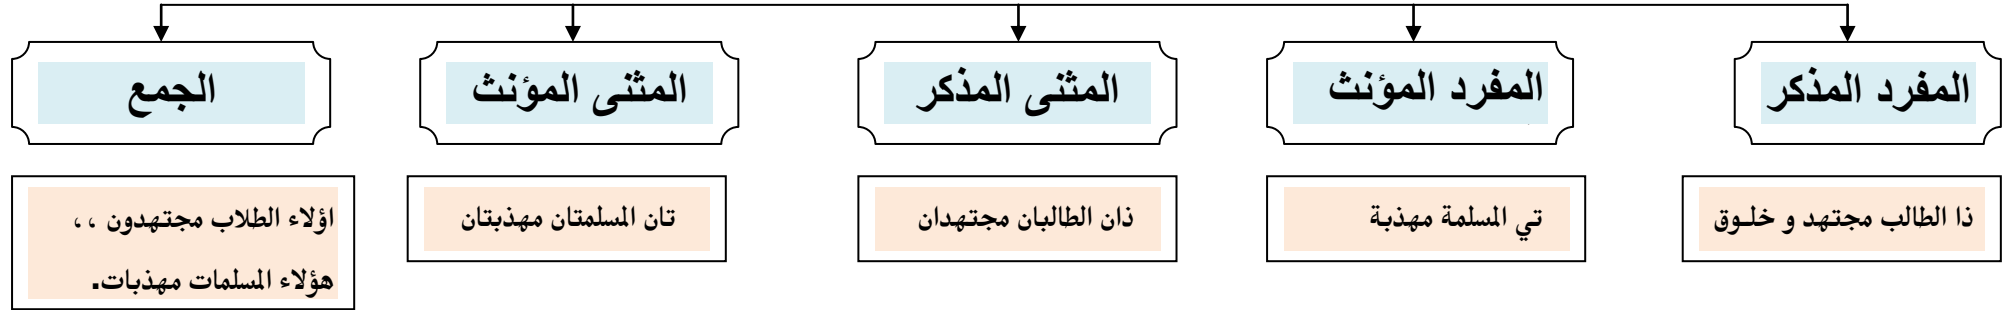 المفرد المذكر
المفرد المؤنث
المثنى المذكر
المثنى المؤنث
الجمع
ذا الطالب مجتهد و خلـوق
تي المسلمة مهذبة
ذان الطالبان مجتهدان
تان المسلمتان مهذبتان
اؤلاء الطلاب مجتهدون ،،
هؤلاء المسلمات مهذبات.